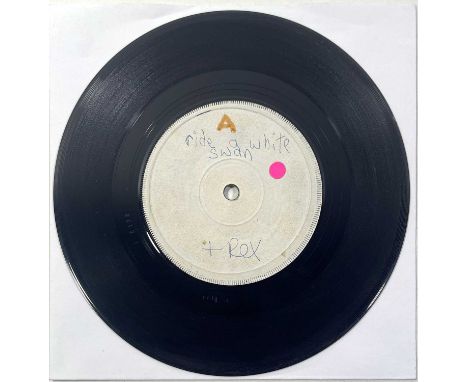 A
ride a white
swan
t Rex